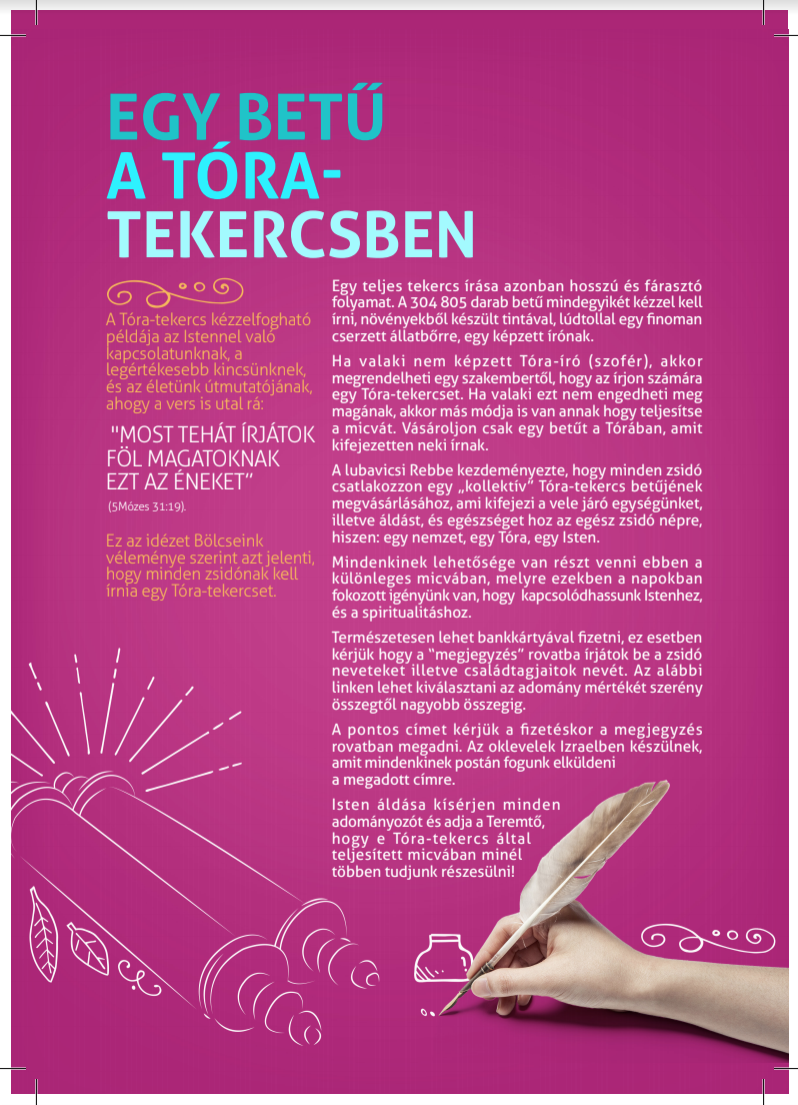 EGY BETŰ
A TÓRA-
TEKERCSBEN
A Tóra-tekercs kézzelfogható
példája az Istennel való
kapcsolatunknak, a
legértékesebb kincsünknek,
és az életünk útmutatójának,
ahogy a vers is utal rá:
"MOST TEHÁT ÍRJÁTOK
FÖL MAGATOKNAK
EZT AZ ÉNEKET”
(5Mózes 31:19).
Ez az idézet Bölcseink
véleménye szerint azt jelenti,
hogy minden zsidónak kell
írnia egy Tóra-tekercset.
Egy teljes tekercs írása azonban hosszú és fárasztó
folyamat. A 304 805 darab betű mindegyikét kézzel kell
írni, növényekből készült tintával, lúdtollal egy finoman
cserzett állatbőrre, egy képzett írónak.
Ha valaki nem képzett Tóra-író (szofér), akkor
megrendelheti egy szakembertől, hogy az írjon számára
egy Tóra-tekercset. Ha valaki ezt nem engedheti meg
magának, akkor más módja is van annak hogy teljesítse
a micvát. Vásároljon csak egy betűt a Tórában, amit
kifejezetten neki írnak.
A lubavicsi Rebbe kezdeményezte, hogy minden zsidó
csatlakozzon egy „kollektív” Tóra-tekercs betűjének
megvásárlásához, ami kifejezi a vele járó egységünket,
illetve áldást, és egészséget hoz az egész zsidó népre,
hiszen: egy nemzet, egy Tóra, egy Isten.
Mindenkinek lehetősége van részt venni ebben a
különleges micvában, melyre ezekben a napokban
fokozott igényünk van, hogy kapcsolódhassunk Istenhez,
és a spiritualitáshoz.
Természetesen lehet bankkártyával fizetni, ez esetben
kérjük hogy a “megjegyzés” rovatba írjátok be a zsidó
neveteket illetve családtagjaitok nevét. Az alábbi
linken lehet kiválasztani az adomány mértékét szerény
összegtől nagyobb összegig.
A pontos címet kérjük a fizetéskor a megjegyzés
rovatban megadni. Az oklevelek Izraelben készülnek,
amit mindenkinek postán fogunk elküldeni
a megadott címre.
Isten áldása kísérjen minden
adományozót és adja a Teremtő,
hogy e Tóra-tekercs által
teljesített micvában minél
többen tudjunk részesülni!